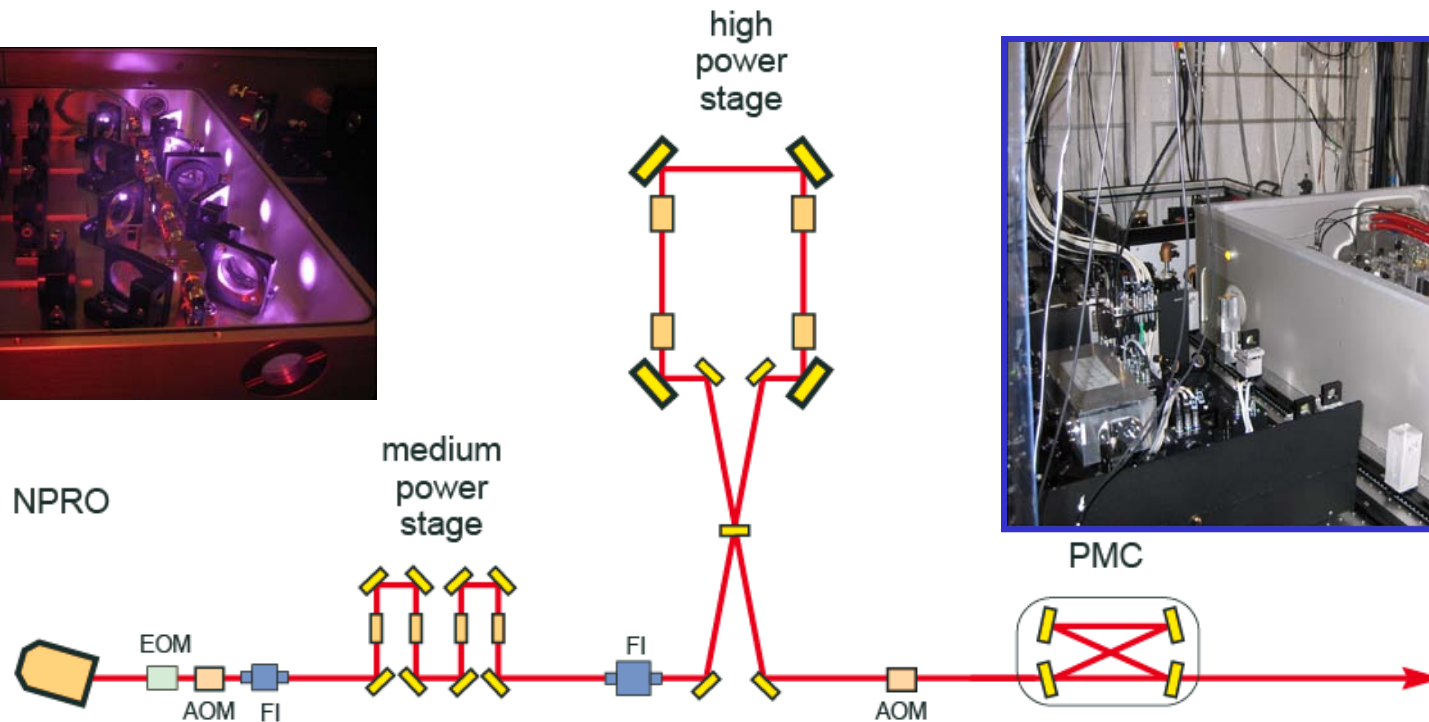 high
power
stage
medium
power
stage
NPRO
PMC
EOM
AOM
FI
FI
AOM